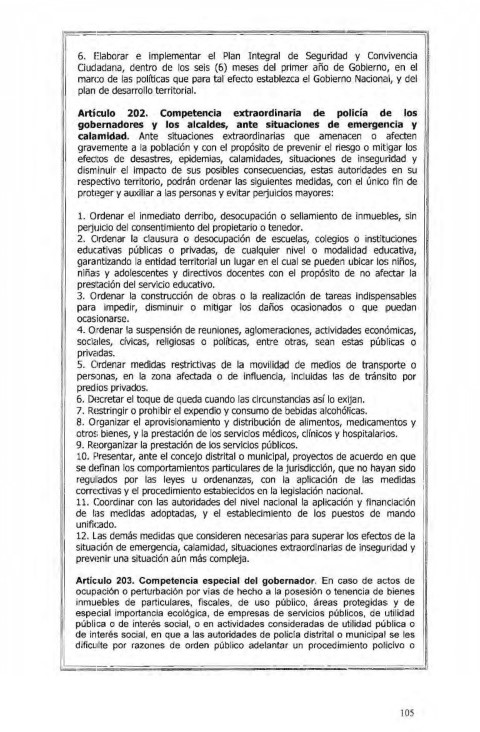 6. Elaborar e implementar el Plan Integral de Seguridad y Convivencia
Ciudadana, dentro de los seis (6) meses del primer año de Gobierno, en el
marco de las políticas que para tal efecto establezca el Gobierno Nacional, y del
plan de desarrollo territorial.
Artículo 202. Competencia extraordinaria de policía de los
gobernadores y los alcaldes, ante situaciones de emergencia y
calamidad. Ante situaciones extraordinarias que amenacen o afecten
gravemente a la población y con el propósito de prevenir el riesgo o mitigar los
efectos de desastres, epidemias, calamidades, situaciones de inseguridad y
disminuir el impacto de sus posibles consecuencias, estas autoridades en su
respectivo territorio, podrán ordenar las siguientes medidas, con el único fin de
proteger y auxiliar a las personas y evitar perjuicios mayores:
1. Ordenar el inmediato derribo, desocupación o sellamiento de inmuebles, sin
perjuicio del consentimiento del propietario o tenedor.
2. Ordenar la clausura o desocupación de escuelas, colegios o instituciones
educativas públicas o privadas, de cualquier nivel o modalidad educativa,
garantizando la entidad territorial un lugar en el cual se pueden ubicar los niños,
niñas y adolescentes y directivos docentes con el propósito de no afectar la
prestación del servicio educativo.
3. Ordenar la construcción de obras o la realización de tareas indispensables
para impedir, disminuir o mitigar los daños ocasionados o que puedan
ocasionarse.
4. Ordenar la suspensión de reuniones, aglomeraciones, actividades económicas,
sociales, cívicas, religiosas o políticas, entre otras, sean estas públicas o
privadas.
5. Ordenar medidas restrictivas de la movilidad de medios de transporte o
personas, en la zona afectada o de influencia, incluidas las de tránsito por
predios privados.
6. Decretar el toque de queda cuando las circunstancias así lo exijan.
7. Restringir o prohibir el expendio y consumo de bebidas alcohólicas.
8. Organizar el aprovisionamiento y distribución de alimentos, medicamentos y
otros bienes, y la prestación de los servicios médicos, clínicos y hospitalarios.
9. Reorganizar la prestación de los servicios públicos.
10. Presentar, ante el concejo distrital o municipal, proyectos de acuerdo en que
se definan los comportamientos particulares de la jurisdicción, que no hayan sido
regulados por las leyes u ordenanzas, con la aplicación de las medidas
correctivas y el procedimiento establecidos en la legislación nacional.
11. Coordinar con las autoridades del nivel nacional la aplicación y financiación
de las medidas adoptadas, y el establecimiento de los puestos de mando
unificado.
12. Las demás medidas que consideren necesarias para superar los efectos de la
situación de emergencia, calamidad, situaciones extraordinarias de inseguridad y
prevenir una situación aún más compleja.
Artículo 203. Competencia especial del gobernador. En caso de actos de
ocupación o perturbación por vías de hecho a la posesión o tenencia de bienes
inmuebles de particulares, fiscales, de uso público, áreas protegidas y de
especial importancia ecológica, de empresas de servicios públicos, de utilidad
pública o de interés social, o en actividades consideradas de utilidad pública o
de interés social, en que a las autoridades de policía distrital o municipal se les
dificulte por razones de orden público adelantar un procedimiento policivo o
105